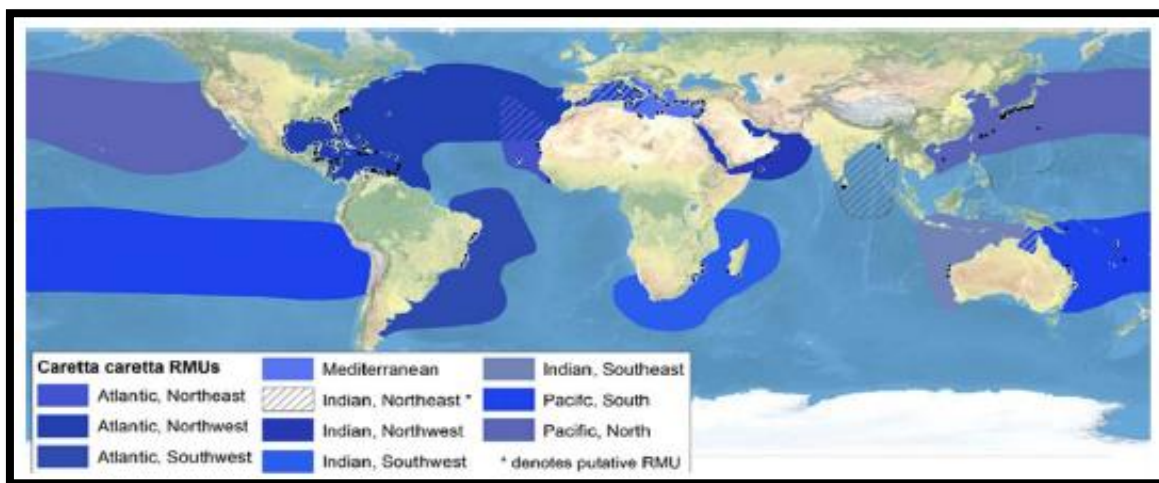 Caretta caretta RMUs
Atlantic, Northeast
Atlantic, Northwest
Atlantic, Southwest
Mediterranean
Indian, Northeast *
Indian, Northwest
Indian, Southwest
Indian, Southeast
Pacifc, South
Pacific, North
* denotes putative RMU